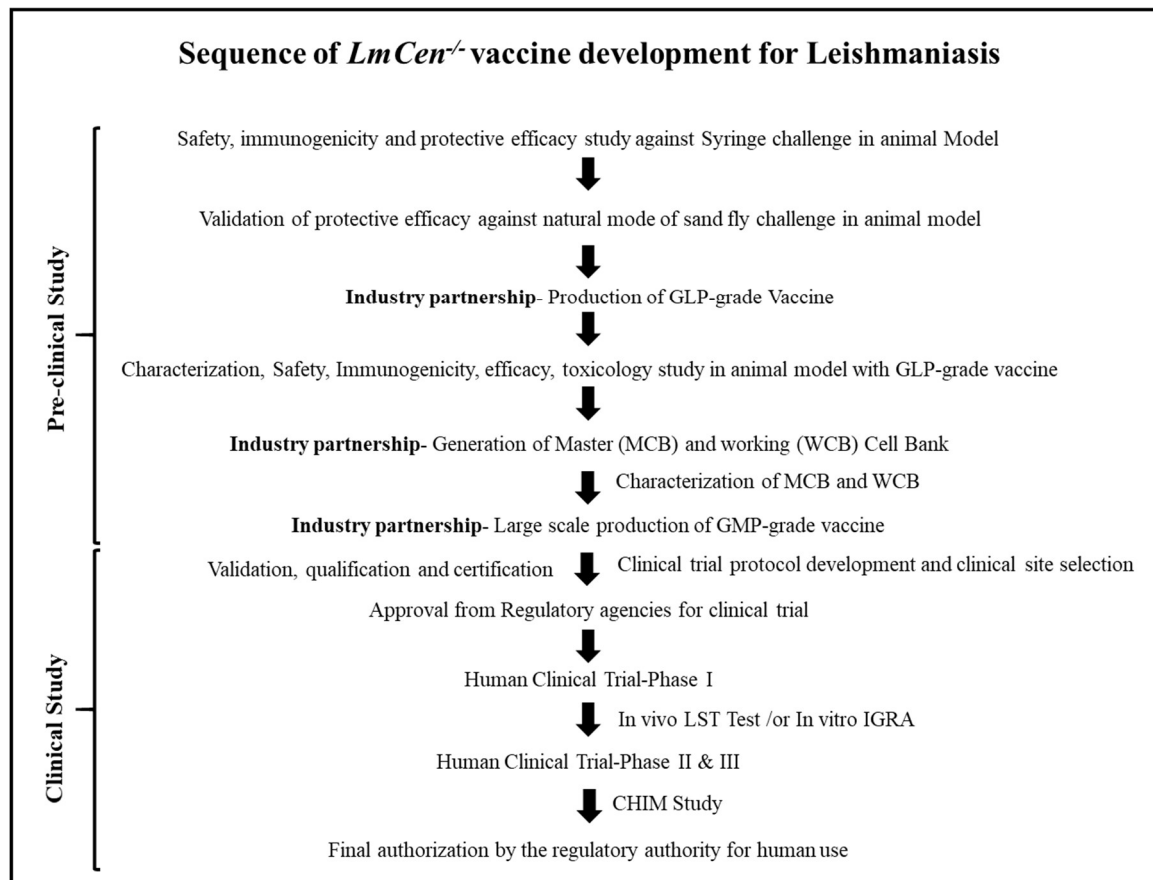 Sequence of LmCen-/- vaccine development for Leishmaniasis
Pre-clinical Study
Safety, immunogenicity and protective efficacy study against Syringe challenge in animal Model
Validation of protective efficacy against natural mode of sand fly challenge in animal model
Industry partnership- Production of GLP-grade Vaccine
Characterization, Safety, Immunogenicity, efficacy, toxicology study in animal model with GLP-grade vaccine
Industry partnership- Generation of Master (MCB) and working (WCB) Cell Bank
Characterization of MCB and WCB
Industry partnership- Large scale production of GMP-grade vaccine
Clinical Study
Validation, qualification and certification
Clinical trial protocol development and clinical site selection
Approval from Regulatory agencies for clinical trial
Human Clinical Trial-Phase I
In vivo LST Test /or In vitro IGRA
Human Clinical Trial-Phase II & III
CHIM Study
Final authorization by the regulatory authority for human use